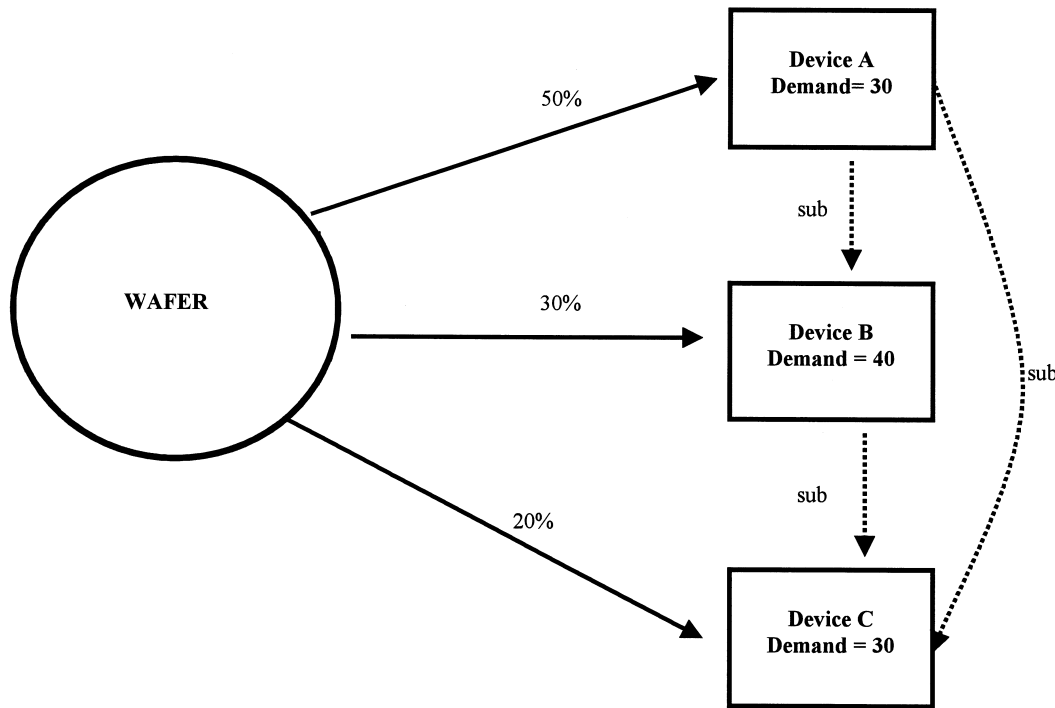 Device A
Demand= 30
50%
sub
WAFER
30%
Device B
Demand = 40
sub
sub
20%
Device C
Demand = 30